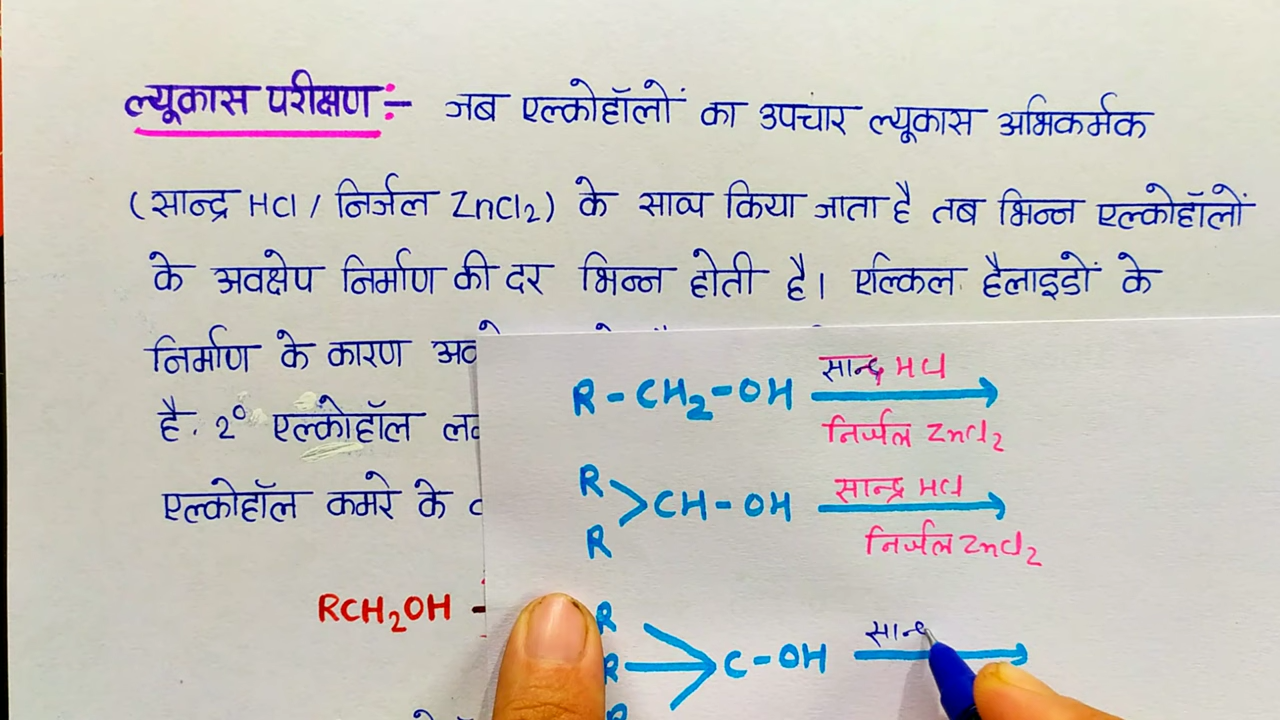 ल्यूकास परीक्षण:- जब एल्कोहॉलों का उपचार ल्यूकास अभिकर्मक
(सान्द्र HCl / निर्जल ZnCl₂) के साथ किया जाता है तब भिन्न एल्कोहॉलों
के अवक्षेप निर्माण की दर भिन्न होती है। एल्किल हैलाइडों के
निर्माण के कारण
है. 2° एल्कोहॉल
एल्कोहॉल कमरे के
RCH₂OH
सान्द्र HCl
R-CH₂-OH
निर्जल ZnCl₂
R
सान्द्र HCl
>CH-OH
R
निर्जल ZnCl₂
R
सान्
R
C-OH
R